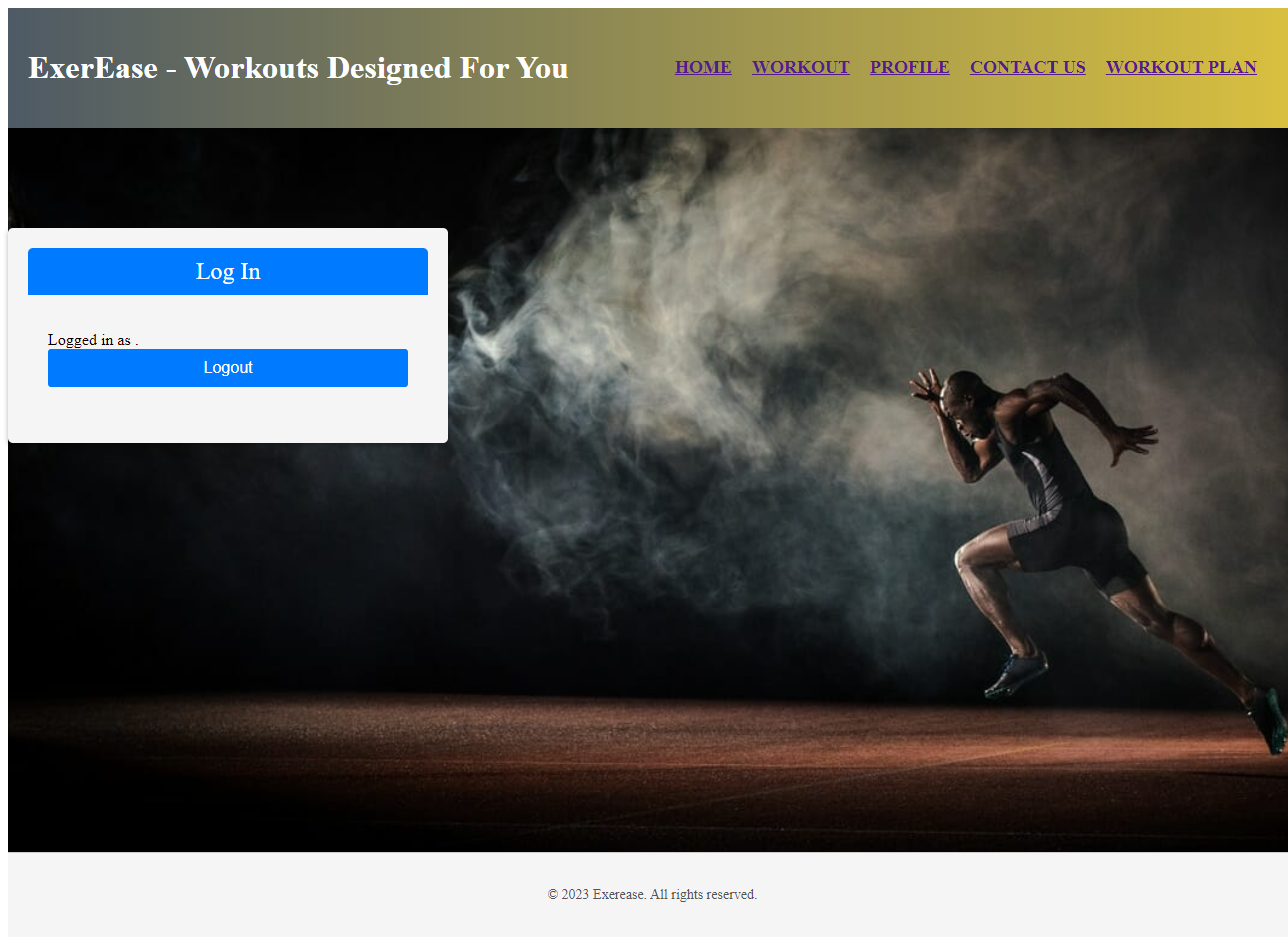 ExerEase - Workouts Designed For You
HOME WORKOUT PROFILE CONTACT US WORKOUT PLAN
Log In
Logged in as .
Logout
© 2023 Exerease. All rights reserved.